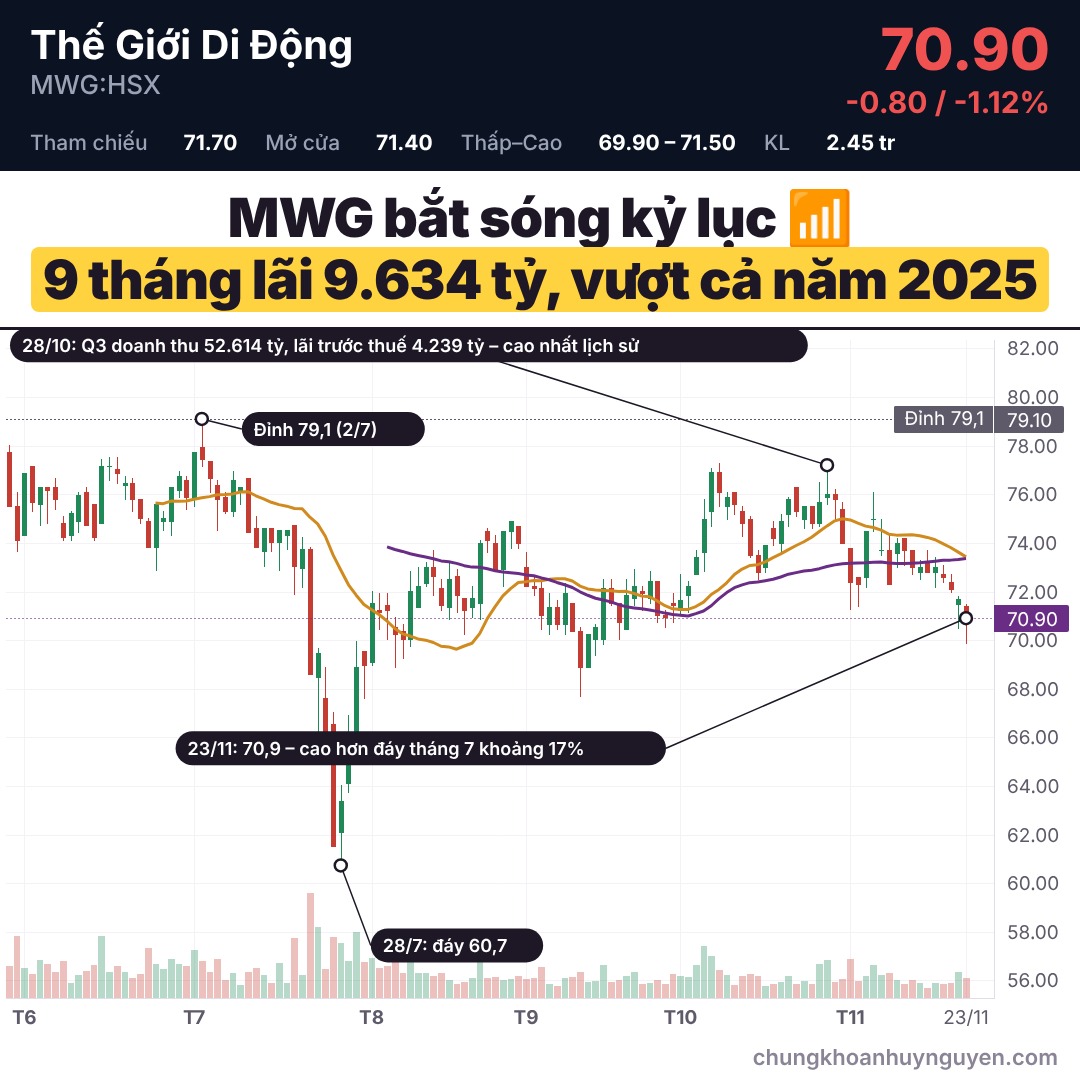 Thế Giới Di Động
MWG:HSX
70.90
-0.80 / -1.12%
Tham chiếu 71.70 Mở cửa 71.40 Thấp–Cao 69.90 – 71.50 KL 2.45 tr
MWG bắt sóng kỷ lục 📶
9 tháng lãi 9.634 tỷ, vượt cả năm 2025
28/10: Q3 doanh thu 52.614 tỷ, lãi trước thuế 4.239 tỷ – cao nhất lịch sử
82.00
80.00
Đỉnh 79,1 79.10
Đỉnh 79,1 (2/7)
78.00
76.00
74.00
72.00
70.90
70.00
68.00
66.00
23/11: 70,9 – cao hơn đáy tháng 7 khoảng 17%
64.00
62.00
60.00
58.00
28/7: đáy 60,7
56.00
T6 T7 T8 T9 T10 T11 23/11
chungkhoanhuynguyen.com